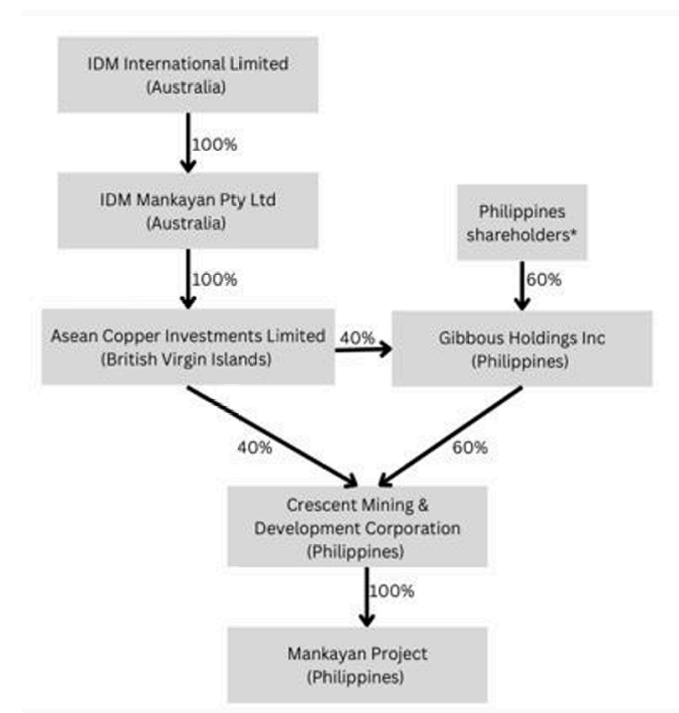 IDM International Limited
(Australia)
100%
IDM Mankayan Pty Ltd
(Australia)
Philippines
shareholders*
100%
60%
Asean Copper Investments Limited
(British Virgin Islands)
40%
Gibbous Holdings Inc
(Philippines)
40%
60%
Crescent Mining &
Development Corporation
(Philippines)
100%
Mankayan Project
(Philippines)